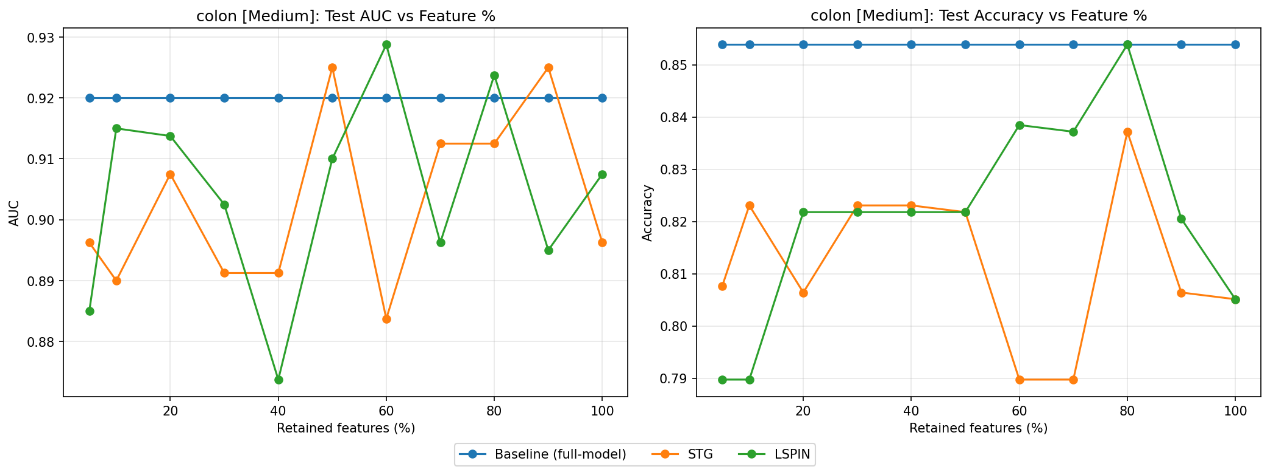 colon [Medium]: Test AUC vs Feature %
0.93
0.92
0.91
0.90
0.89
0.88
AUC
20
40
60
80
100
Retained features (%)
colon [Medium]: Test Accuracy vs Feature %
0.85
0.84
0.83
0.82
0.81
0.80
0.79
Accuracy
20
40
60
80
100
Retained features (%)
Baseline (full-model)
STG
LSPIN